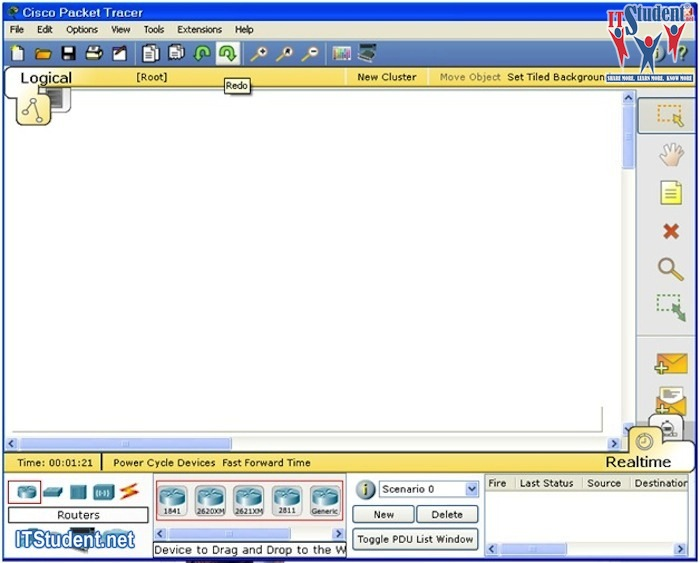 Cisco Packet Tracer
ITStudent
SHARE MORE. LEARN MORE. KNOW MORE
File Edit Options View Tools Extensions Help
?
Logical [Root] New Cluster Move Object Set Tiled Backgroun
Redo
Time: 00:01:21 Power Cycle Devices Fast Forward Time Realtime
Routers
ITStudent.net
1841 2620XM 2621XM 2811 Generic
Device to Drag and Drop to the W
i Scenario 0
New Delete
Toggle PDU List Window
Fire Last Status Source Destination